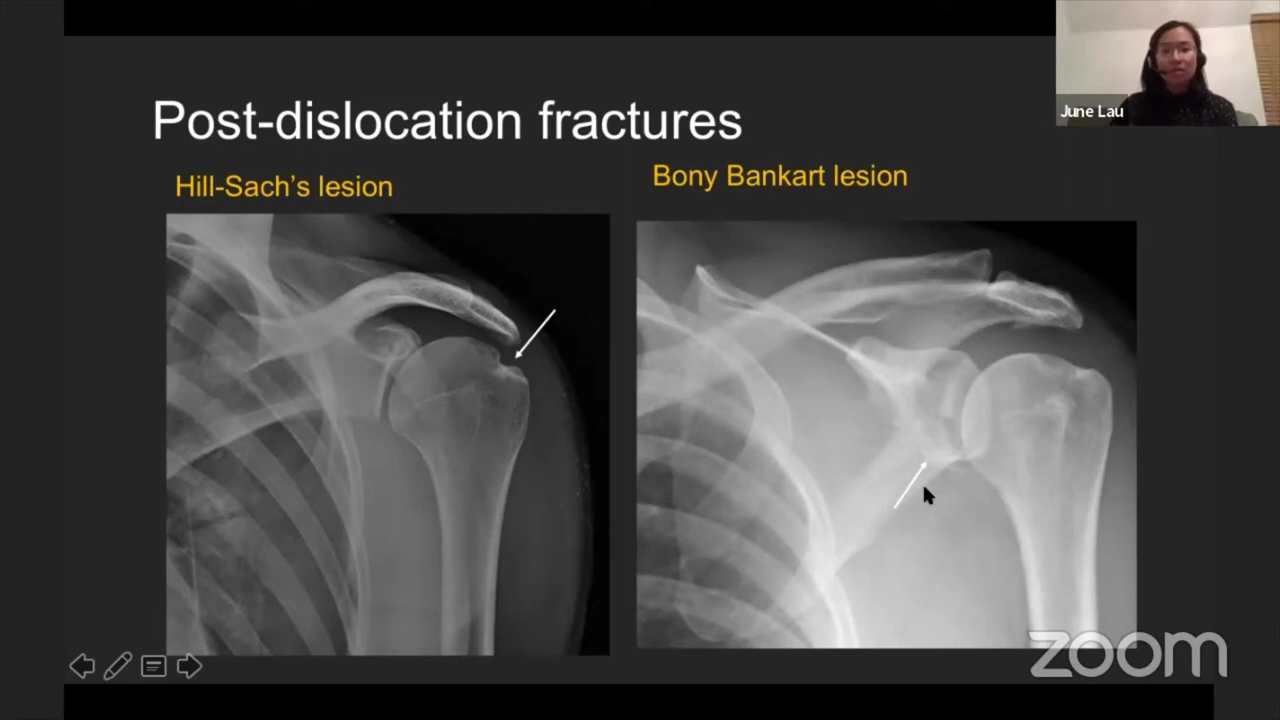 Post-dislocation fractures
June Lau
Hill-Sach's lesion
Bony Bankart lesion
zoom